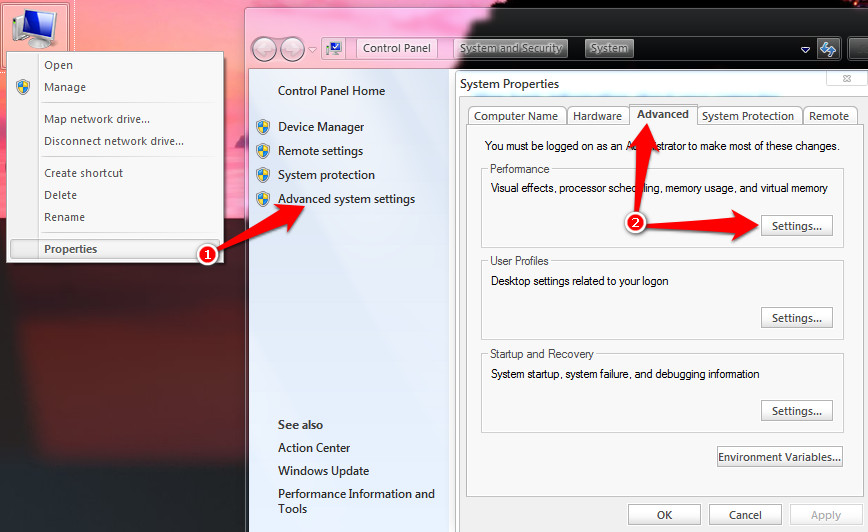 Open
Manage
Map network drive...
Disconnect network drive...
Create shortcut
Delete
Rename
Properties
1
Control Panel
System and Security
System
Control Panel Home
Device Manager
Remote settings
System protection
Advanced system settings
See also
Action Center
Windows Update
Performance Information and
Tools
System Properties
Computer Name
Hardware
Advanced
System Protection
Remote
You must be logged on as an Administrator to make most of these changes.
Performance
Visual effects, processor scheduling, memory usage, and virtual memory
2
Settings...
User Profiles
Desktop settings related to your logon
Settings...
Startup and Recovery
System startup, system failure, and debugging information
Settings...
Environment Variables...
OK
Cancel
Apply